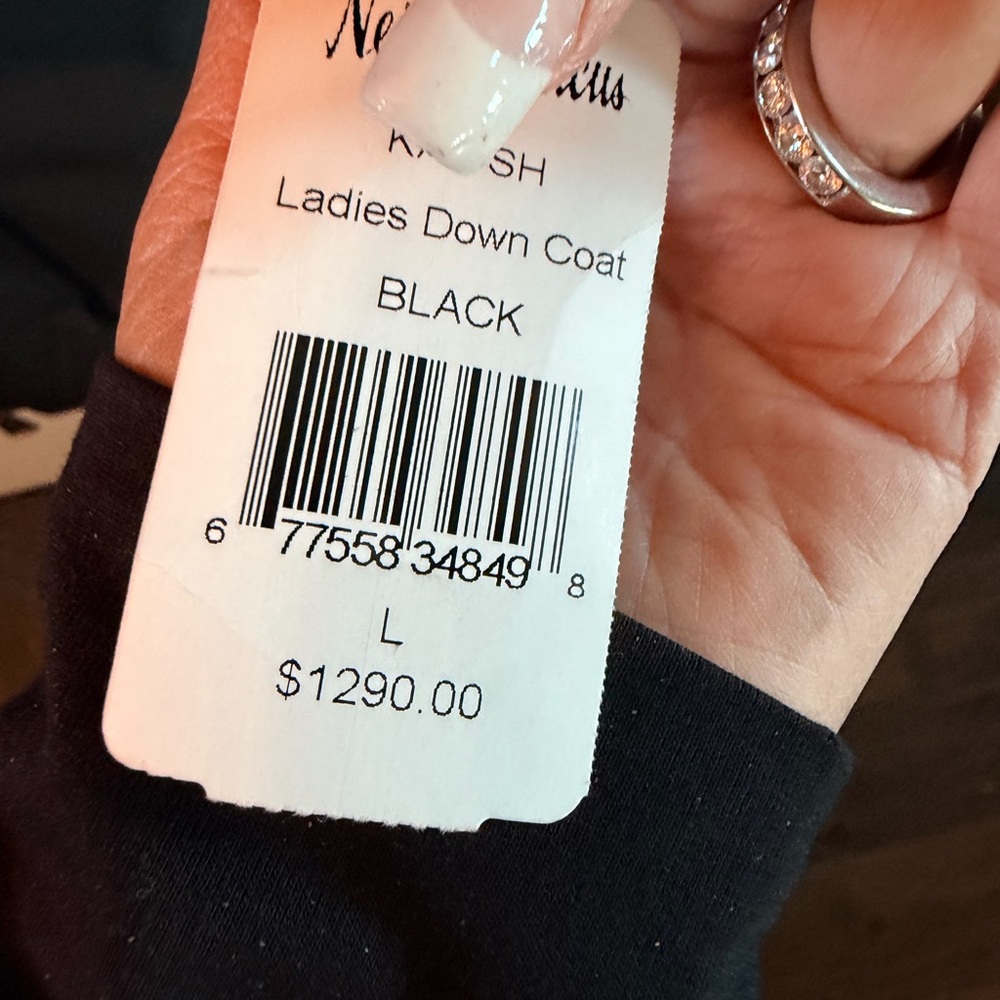 Ladies Down Coat
BLACK
6 77558 34849 8
L
$1290.00